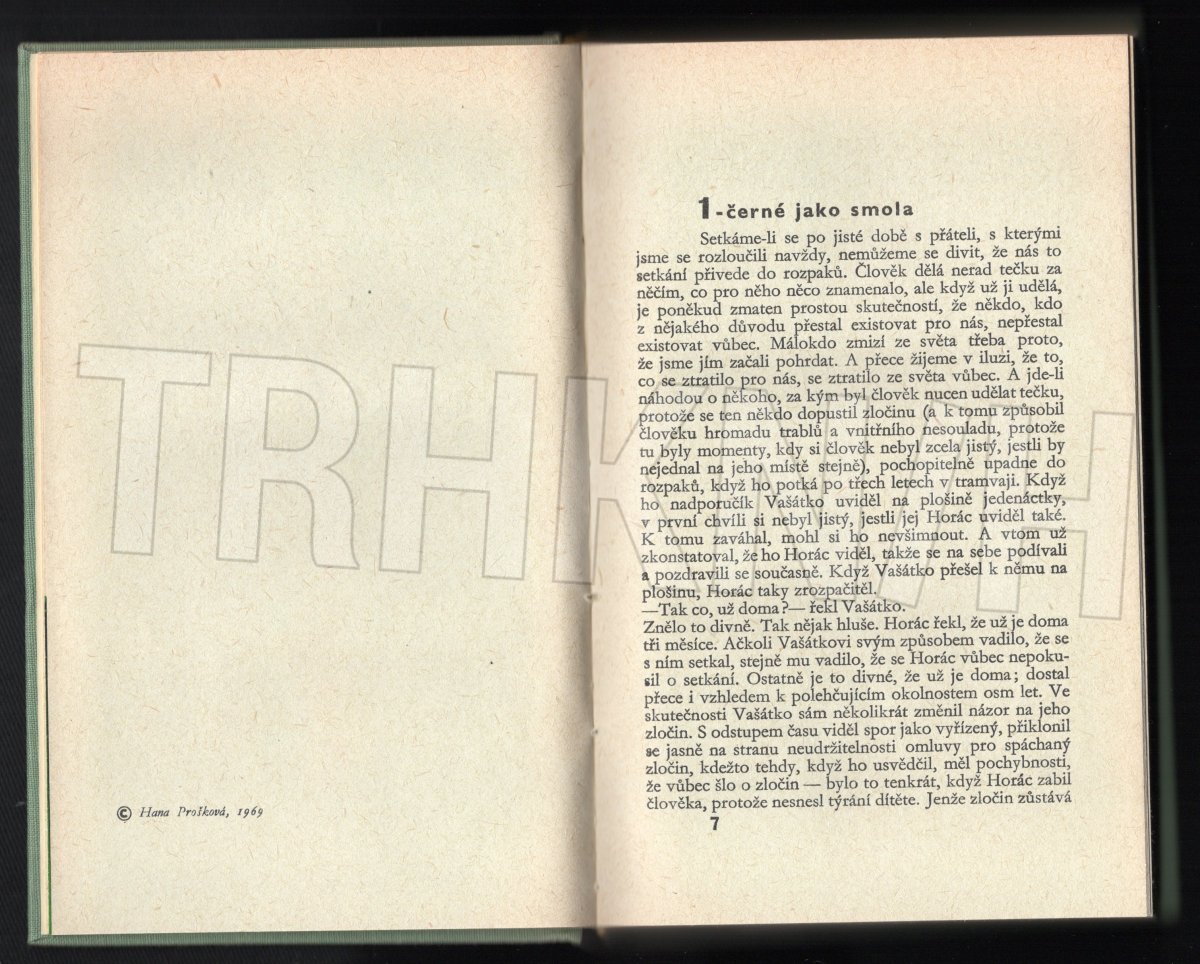 © Hana Prošková, 1969
1-černé jako smola
Setkáme-li se po jisté době s přáteli, s kterými
jsme se rozloučili navždy, nemůžeme se divit, že nás to
setkání přivede do rozpaků. Člověk dělá nerad tečku za
něčím, co pro něho něco znamenalo, ale když už ji udělá,
je poněkud zmaten prostou skutečností, že někdo, kdo
z nějakého důvodu přestal existovat pro nás, nepřestal
existovat vůbec. Málokdo zmizí ze světa třeba proto,
že jsme jím začali pohrdat. A přece žijeme v iluzi, že to,
co se ztratilo pro nás, se ztratilo ze světa vůbec. A jde-li
náhodou o někoho, za kým byl člověk nucen udělat tečku,
protože se ten někdo dopustil zločinu (a k tomu způsobil
člověku hromadu trablů a vnitřního nesouladu, protože
tu byly momenty, kdy si člověk nebyl zcela jistý, jestli by
nejednal na jeho místě stejně), pochopitelně upadne do
rozpaků, když ho potká po třech letech v tramvaji. Když
ho nadporučík Vašátko uviděl na plošině jedenáctky,
v první chvíli si nebyl jistý, jestli jej Horác uviděl také.
K tomu zaváhal, mohl si ho nevšimnout. A vtom už
zkonstatoval, že ho Horác viděl, takže se na sebe podívali
a pozdravili se současně. Když Vašátko přešel k němu na
plošinu, Horác taky zrozpačitěl.
—Tak co, už doma?— řekl Vašátko.
Znělo to divně. Tak nějak hluše. Horác řekl, že už je doma
tři měsíce. Ačkoli Vašátkovi svým způsobem vadilo, že se
s ním setkal, stejně mu vadilo, že se Horác vůbec nepoku-
sil o setkání. Ostatně je to divné, že už je doma; dostal
přece i vzhledem k polehčujícím okolnostem osm let. Ve
skutečnosti Vašátko sám několikrát změnil názor na jeho
zločin. S odstupem času viděl spor jako vyřízený, přiklonil
se jasně na stranu neudržitelnosti omluvy pro spáchaný
zločin, kdežto tehdy, když ho usvědčil, měl pochybnosti,
že vůbec šlo o zločin — bylo to tenkrát, když Horác zabil
člověka, protože nesnesl týrání dítěte. Jenže zločin zůstává
7
TRHKNIH